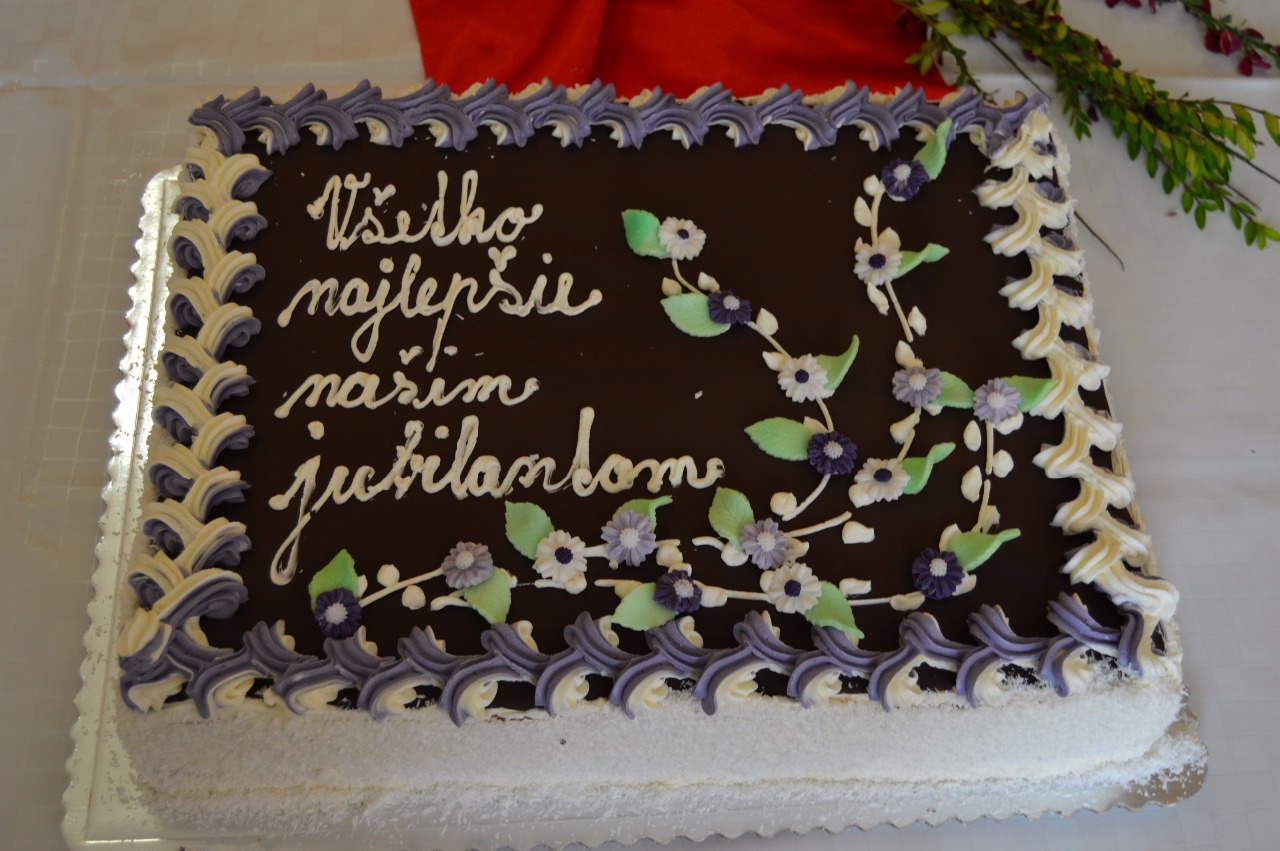 Všetko
najlepšie
našim
jubilantom